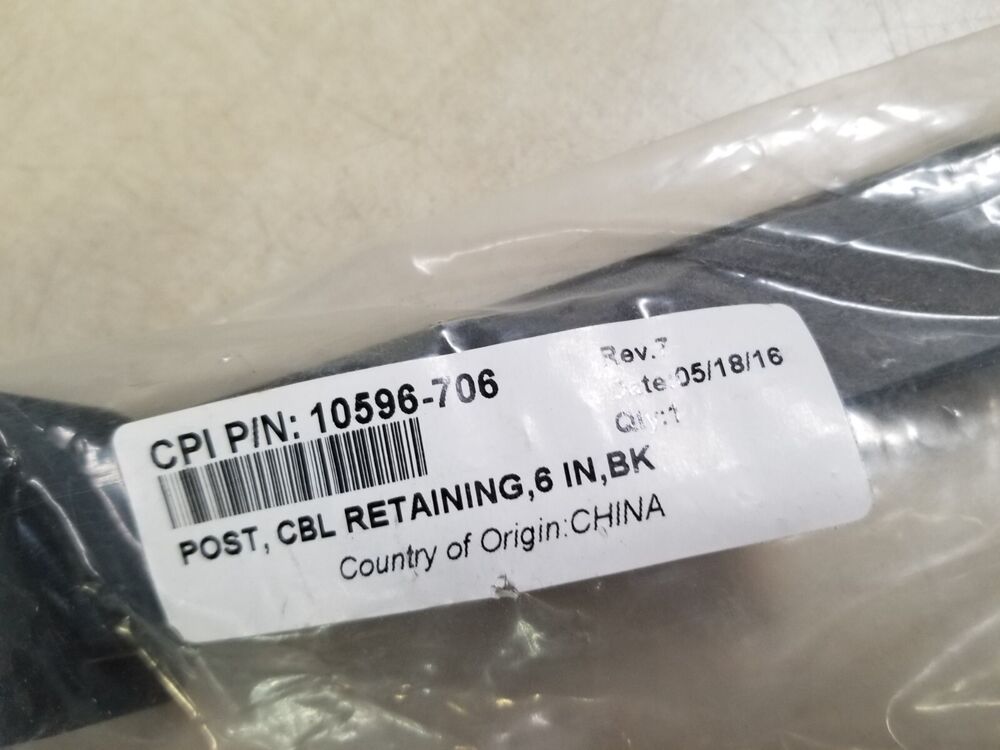 CPI P/N: 10596-706
Rev.7
Date:05/18/16
Qty:1
POST, CBL RETAINING,6 IN,BK
Country of Origin:CHINA